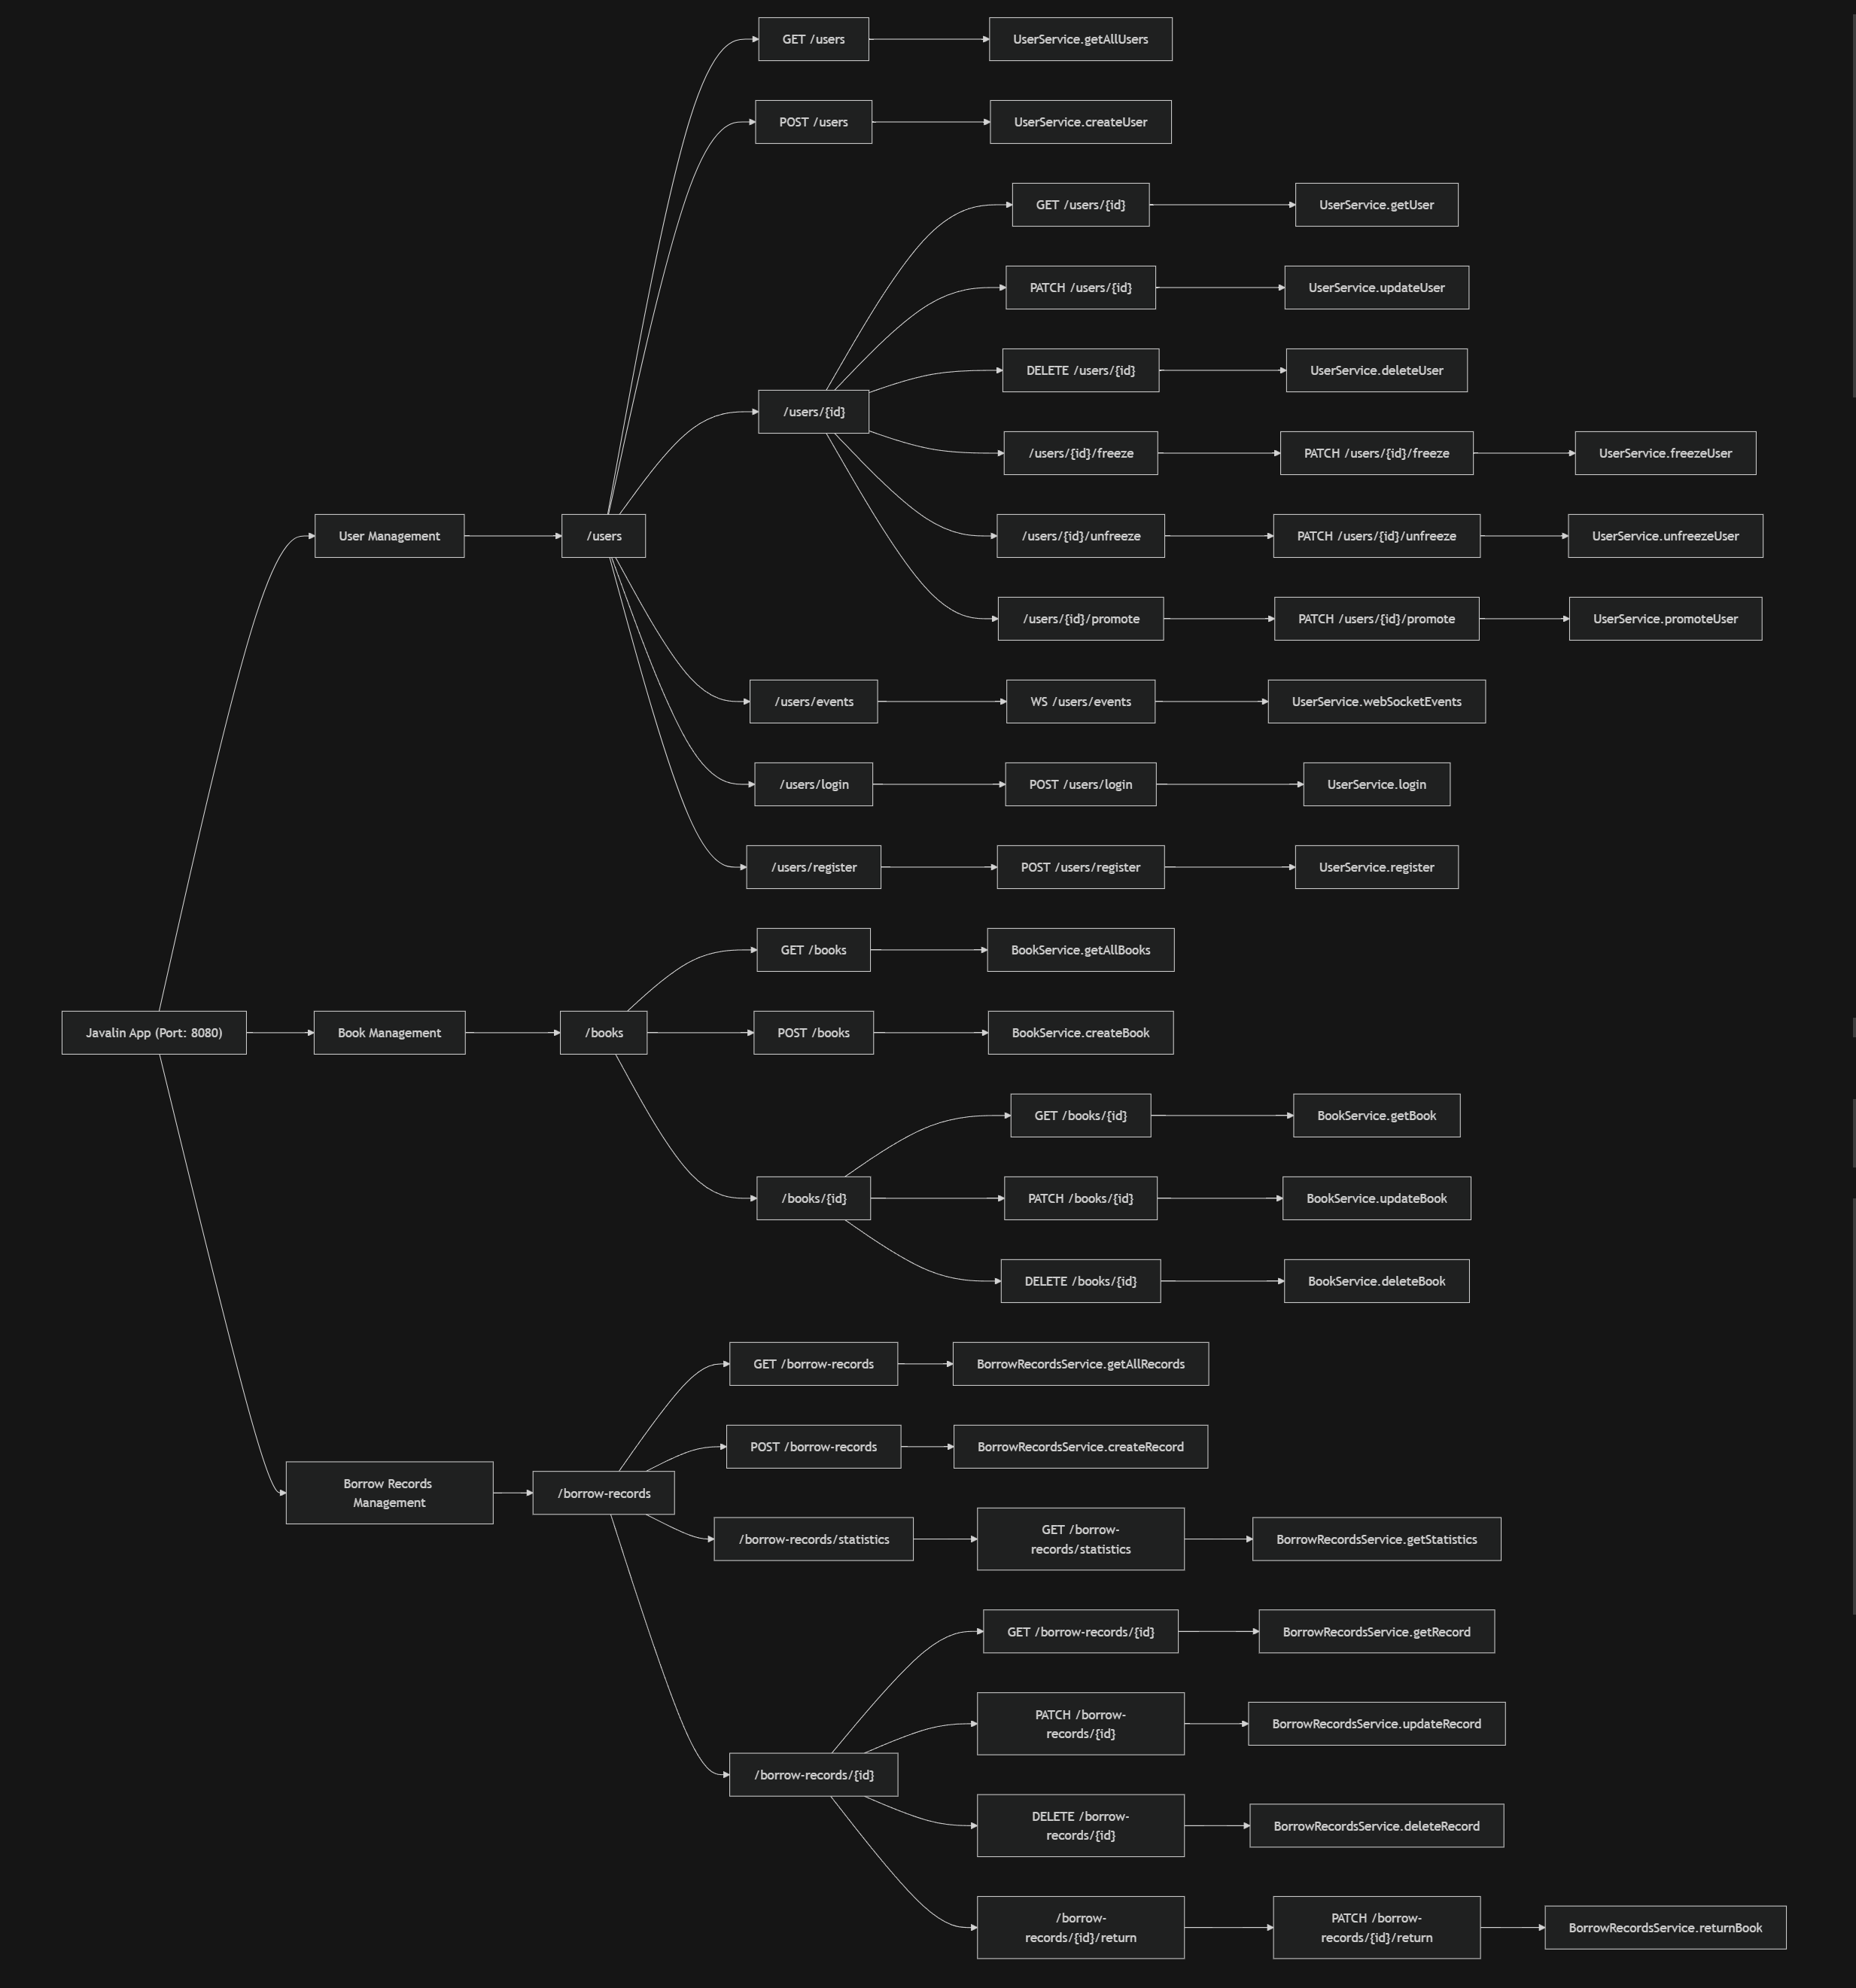 GET /users
UserService.getAllUsers
POST /users
UserService.createUser
GET /users/{id}
UserService.getUser
PATCH /users/{id}
UserService.updateUser
DELETE /users/{id}
UserService.deleteUser
/users/{id}
/users/{id}/freeze
PATCH /users/{id}/freeze
UserService.freezeUser
User Management
/users
/users/{id}/unfreeze
PATCH /users/{id}/unfreeze
UserService.unfreezeUser
/users/{id}/promote
PATCH /users/{id}/promote
UserService.promoteUser
/users/events
WS /users/events
UserService.webSocketEvents
/users/login
POST /users/login
UserService.login
/users/register
POST /users/register
UserService.register
GET /books
BookService.getAllBooks
Javalin App (Port: 8080)
Book Management
/books
POST /books
BookService.createBook
GET /books/{id}
BookService.getBook
/books/{id}
PATCH /books/{id}
BookService.updateBook
DELETE /books/{id}
BookService.deleteBook
GET /borrow-records
BorrowRecordsService.getAllRecords
POST /borrow-records
BorrowRecordsService.createRecord
Borrow Records
Management
/borrow-records
/borrow-records/statistics
GET /borrow-
records/statistics
BorrowRecordsService.getStatistics
GET /borrow-records/{id}
BorrowRecordsService.getRecord
PATCH /borrow-
records/{id}
BorrowRecordsService.updateRecord
/borrow-records/{id}
DELETE /borrow-
records/{id}
BorrowRecordsService.deleteRecord
/borrow-
records/{id}/return
PATCH /borrow-
records/{id}/return
BorrowRecordsService.returnBook